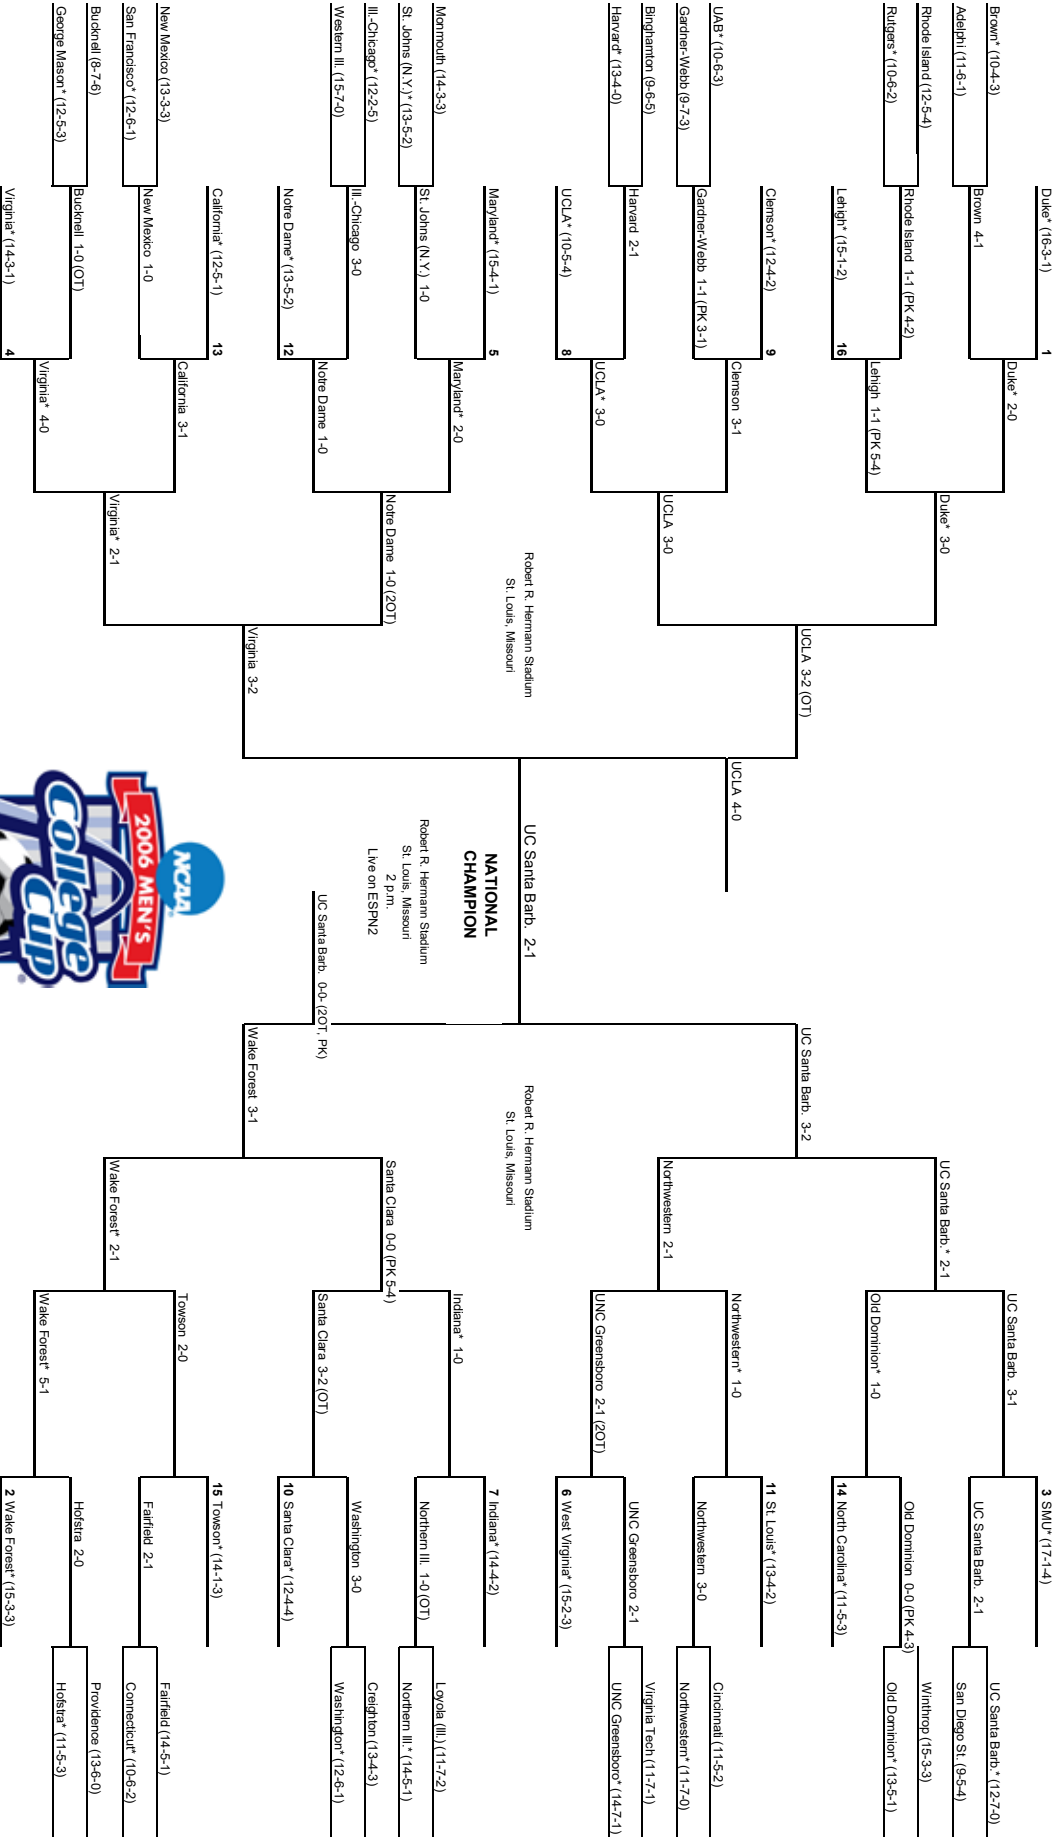 Duke* (16-3-1)
1
Brown* (10-4-3)
Adelphi (11-6-1)
Brown 4-1
Duke* 2-0
Rhode Island (12-5-4)
Rutgers* (10-6-2)
Rhode Island 1-1 (PK 4-2)
Lehigh* (15-1-2)
16
Lehigh 1-1 (PK 5-4)
Duke* 3-0
Clemson* (12-4-2)
9
UAB* (10-6-3)
Gardner-Webb (9-7-3)
Gardner-Webb 1-1 (PK 3-1)
Clemson 3-1
Binghamton (9-6-5)
Harvard* (13-4-0)
Harvard 2-1
UCLA* (10-5-4)
8
UCLA* 3-0
UCLA 3-0
UCLA 3-2 (OT)
Maryland* (15-4-1)
5
Monmouth (14-3-3)
St. Johns (N.Y.)* (13-5-2)
St. Johns (N.Y.) 1-0
Maryland* 2-0
Ill.-Chicago* (12-2-5)
Western Ill. (15-7-0)
Ill.-Chicago 3-0
Notre Dame* (13-5-2)
12
Notre Dame 1-0
Notre Dame 1-0 (2OT)
California* (12-5-1)
13
New Mexico (13-3-3)
San Francisco* (12-6-1)
New Mexico 1-0
California 3-1
Bucknell (8-7-6)
George Mason* (12-5-3)
Bucknell 1-0 (OT)
Virginia* (14-3-1)
4
Virginia* 4-0
Virginia* 2-1
Virginia 3-2
Robert R. Hermann Stadium
St. Louis, Missouri
UCLA 4-0
UC Santa Barb. 2-1
NATIONAL
CHAMPION
Robert R. Hermann Stadium
St. Louis, Missouri
2 p.m.
Live on ESPN2
UC Santa Barb. 0-0- (2OT, PK)
NCAA
2006 MEN'S
College
Cup
UC Santa Barb. 3-2
Robert R. Hermann Stadium
St. Louis, Missouri
Wake Forest 3-1
UC Santa Barb.* 2-1
UC Santa Barb. 3-1
3 SMU* (17-1-4)
UC Santa Barb. 2-1
UC Santa Barb.* (12-7-0)
San Diego St. (9-5-4)
Old Dominion* 1-0
Old Dominion 0-0 (PK 4-3)
Winthrop (15-3-3)
Old Dominion* (13-5-1)
14 North Carolina* (11-5-3)
Northwestern 2-1
Northwestern* 1-0
11 St. Louis* (13-4-2)
Northwestern 3-0
Cincinnati (11-5-2)
Northwestern* (11-7-0)
UNC Greensboro 2-1 (2OT)
UNC Greensboro 2-1
Virginia Tech (11-7-1)
UNC Greensboro* (14-7-1)
6 West Virginia* (15-2-3)
Santa Clara 0-0 (PK 5-4)
Indiana* 1-0
7 Indiana* (14-4-2)
Northern Ill. 1-0 (OT)
Loyola (Ill.) (11-7-2)
Northern Ill.* (14-5-1)
Santa Clara 3-2 (OT)
Washington 3-0
Creighton (13-4-3)
Washington* (12-6-1)
10 Santa Clara* (12-4-4)
Wake Forest* 2-1
Towson 2-0
15 Towson* (14-1-3)
Fairfield 2-1
Fairfield (14-5-1)
Connecticut* (10-6-2)
Wake Forest* 5-1
Hofstra 2-0
Providence (13-6-0)
Hofstra* (11-5-3)
2 Wake Forest* (15-3-3)